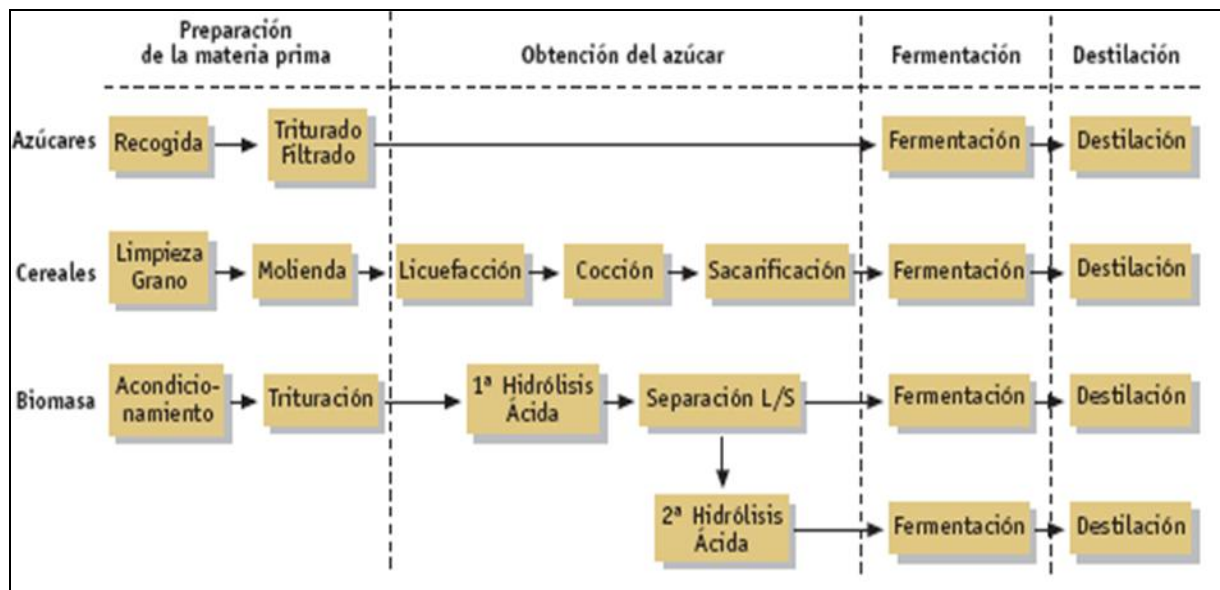 Preparación
de la materia prima
Obtención del azúcar
Fermentación
Destilación
Azúcares
Recogida
Triturado
Filtrado
Fermentación
Destilación
Cereales
Limpieza
Grano
Molienda
Licuefacción
Cocción
Sacarificación
Fermentación
Destilación
Biomasa
Acondicio-
namiento
Trituración
1ª Hidrólisis
Ácida
Separación L/S
Fermentación
Destilación
2ª Hidrólisis
Ácida
Fermentación
Destilación